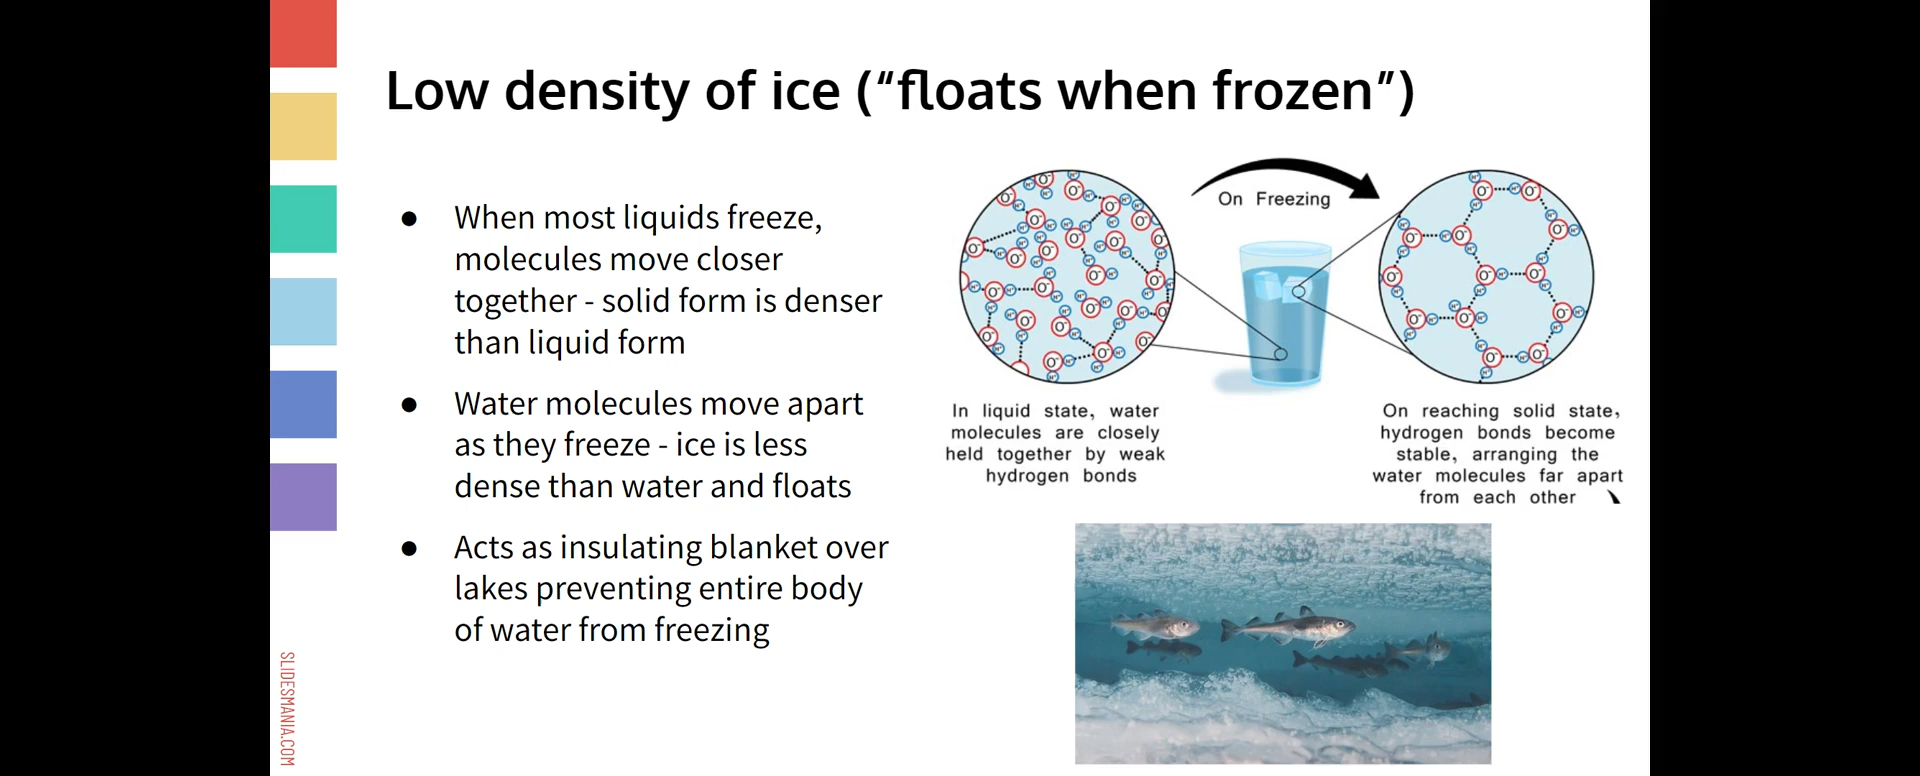 Low density of ice (“floats when frozen”)
● When most liquids freeze,
molecules move closer
together - solid form is denser
than liquid form
● Water molecules move apart
as they freeze - ice is less
dense than water and floats
● Acts as insulating blanket over
lakes preventing entire body
of water from freezing
On Freezing
In liquid state, water
molecules are closely
held together by weak
hydrogen bonds
On reaching solid state,
hydrogen bonds become
stable, arranging the
water molecules far apart
from each other
SLIDESMANIA.COM